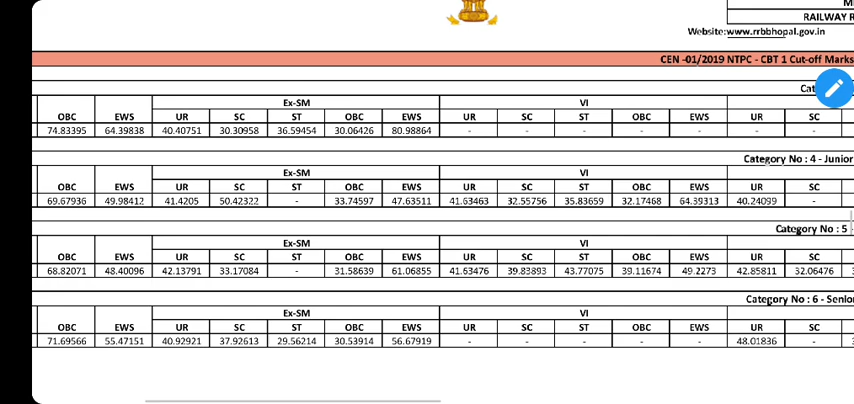 RAILWAY R
Website:www.rrbbhopal.gov.in
CEN -01/2019 NTPC - CBT 1 Cut-off Marks
Cat
Ex-SM VI
OBC EWS UR SC ST OBC EWS UR SC ST OBC EWS UR SC
74.83395 64.39838 40.40751 30.30958 36.59454 30.06426 80.98864 - - - - - - -
Category No : 4 - Junior
Ex-SM VI
OBC EWS UR SC ST OBC EWS UR SC ST OBC EWS UR SC
69.67936 49.98412 41.4205 50.42322 - 33.74597 47.63511 41.63463 32.55756 35.83659 32.17468 64.39313 40.24099 -
Category No : 5 -
Ex-SM VI
OBC EWS UR SC ST OBC EWS UR SC ST OBC EWS UR SC
68.82071 48.40096 42.13791 33.17084 - 31.58639 61.06855 41.63476 39.83893 43.77075 39.11674 49.2273 42.85811 32.06476
Category No : 6 - Senior
Ex-SM VI
OBC EWS UR SC ST OBC EWS UR SC ST OBC EWS UR SC
71.69566 55.47151 40.92921 37.92613 29.56214 30.53914 56.67919 - - - - - 48.01836 -